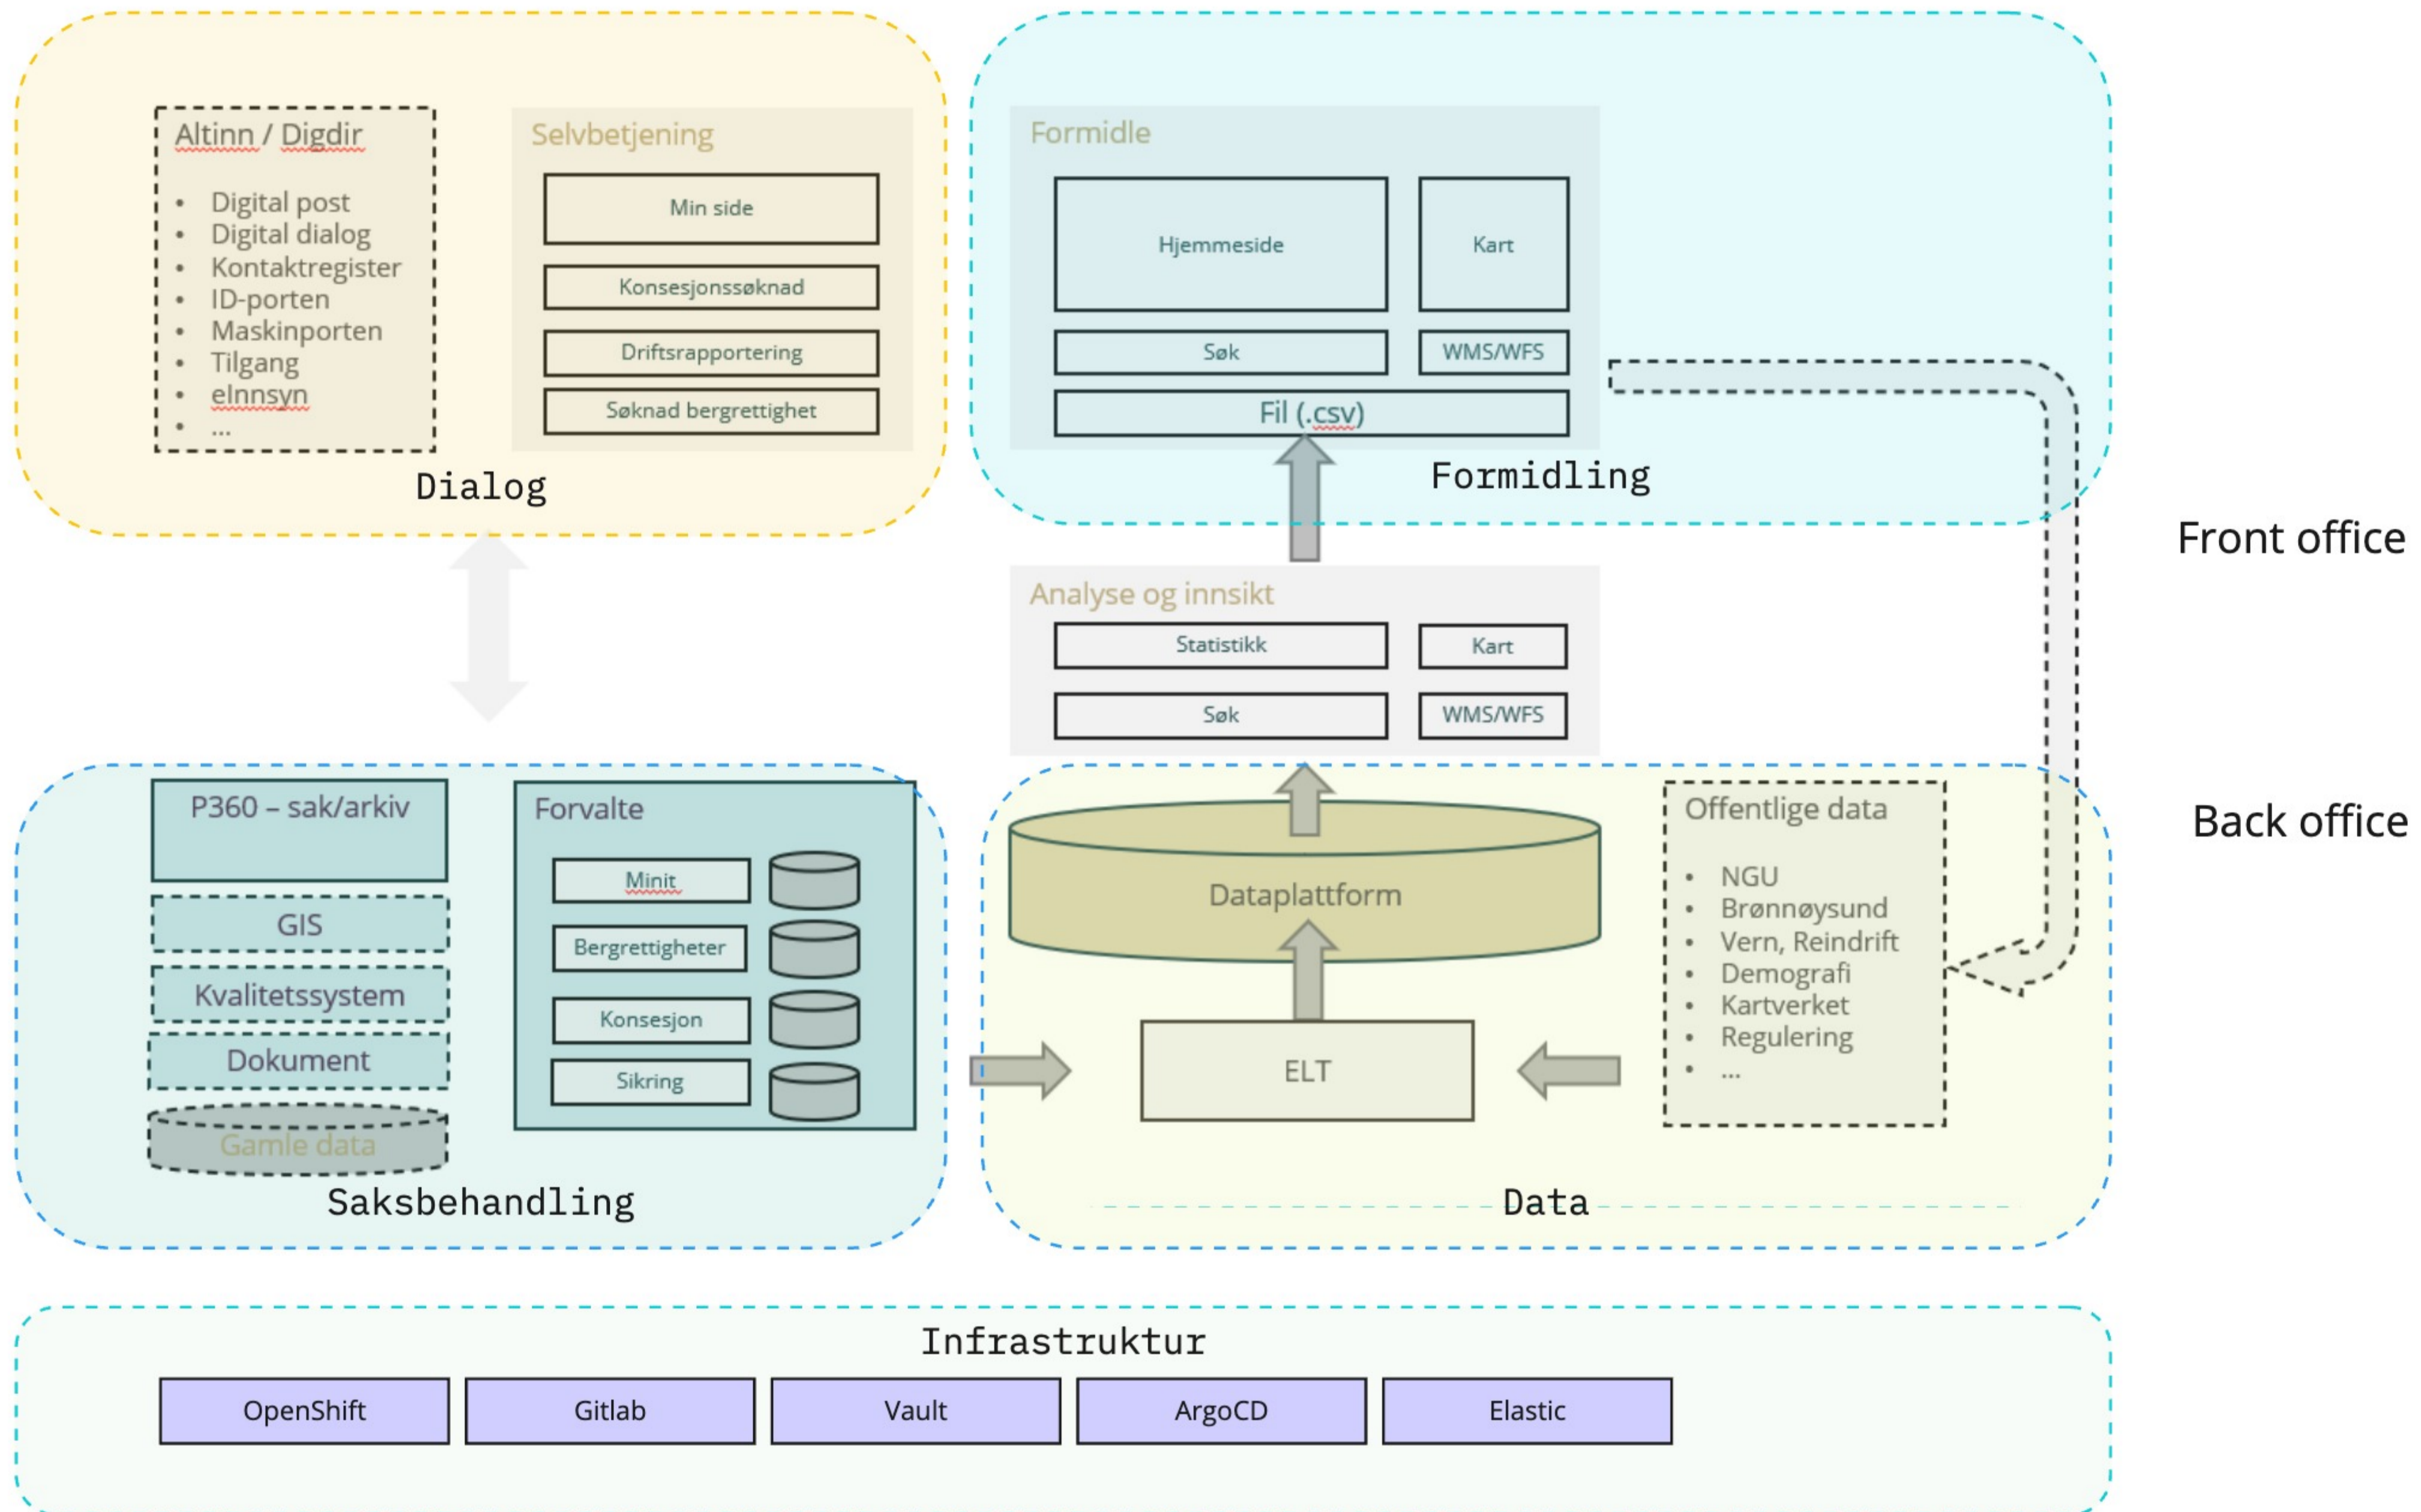 Altinn / Digdir
• Digital post
• Digital dialog
• Kontaktregister
• ID-porten
• Maskinporten
• Tilgang
• eInnsyn
• ...
Selvbetjening
Min side
Konsesjonssøknad
Driftsrapportering
Søknad bergrettighet
Dialog
Formidle
Hjemmeside
Kart
Søk
WMS/WFS
Fil (.csv)
Formidling
Front office
Analyse og innsikt
Statistikk
Kart
Søk
WMS/WFS
Back office
P360 – sak/arkiv
GIS
Kvalitetssystem
Dokument
Gamle data
Forvalte
Minit
Bergrettigheter
Konsesjon
Sikring
Saksbehandling
Dataplattform
ELT
Offentlige data
• NGU
• Brønnøysund
• Vern, Reindrift
• Demografi
• Kartverket
• Regulering
• ...
Data
Infrastruktur
OpenShift
Gitlab
Vault
ArgoCD
Elastic